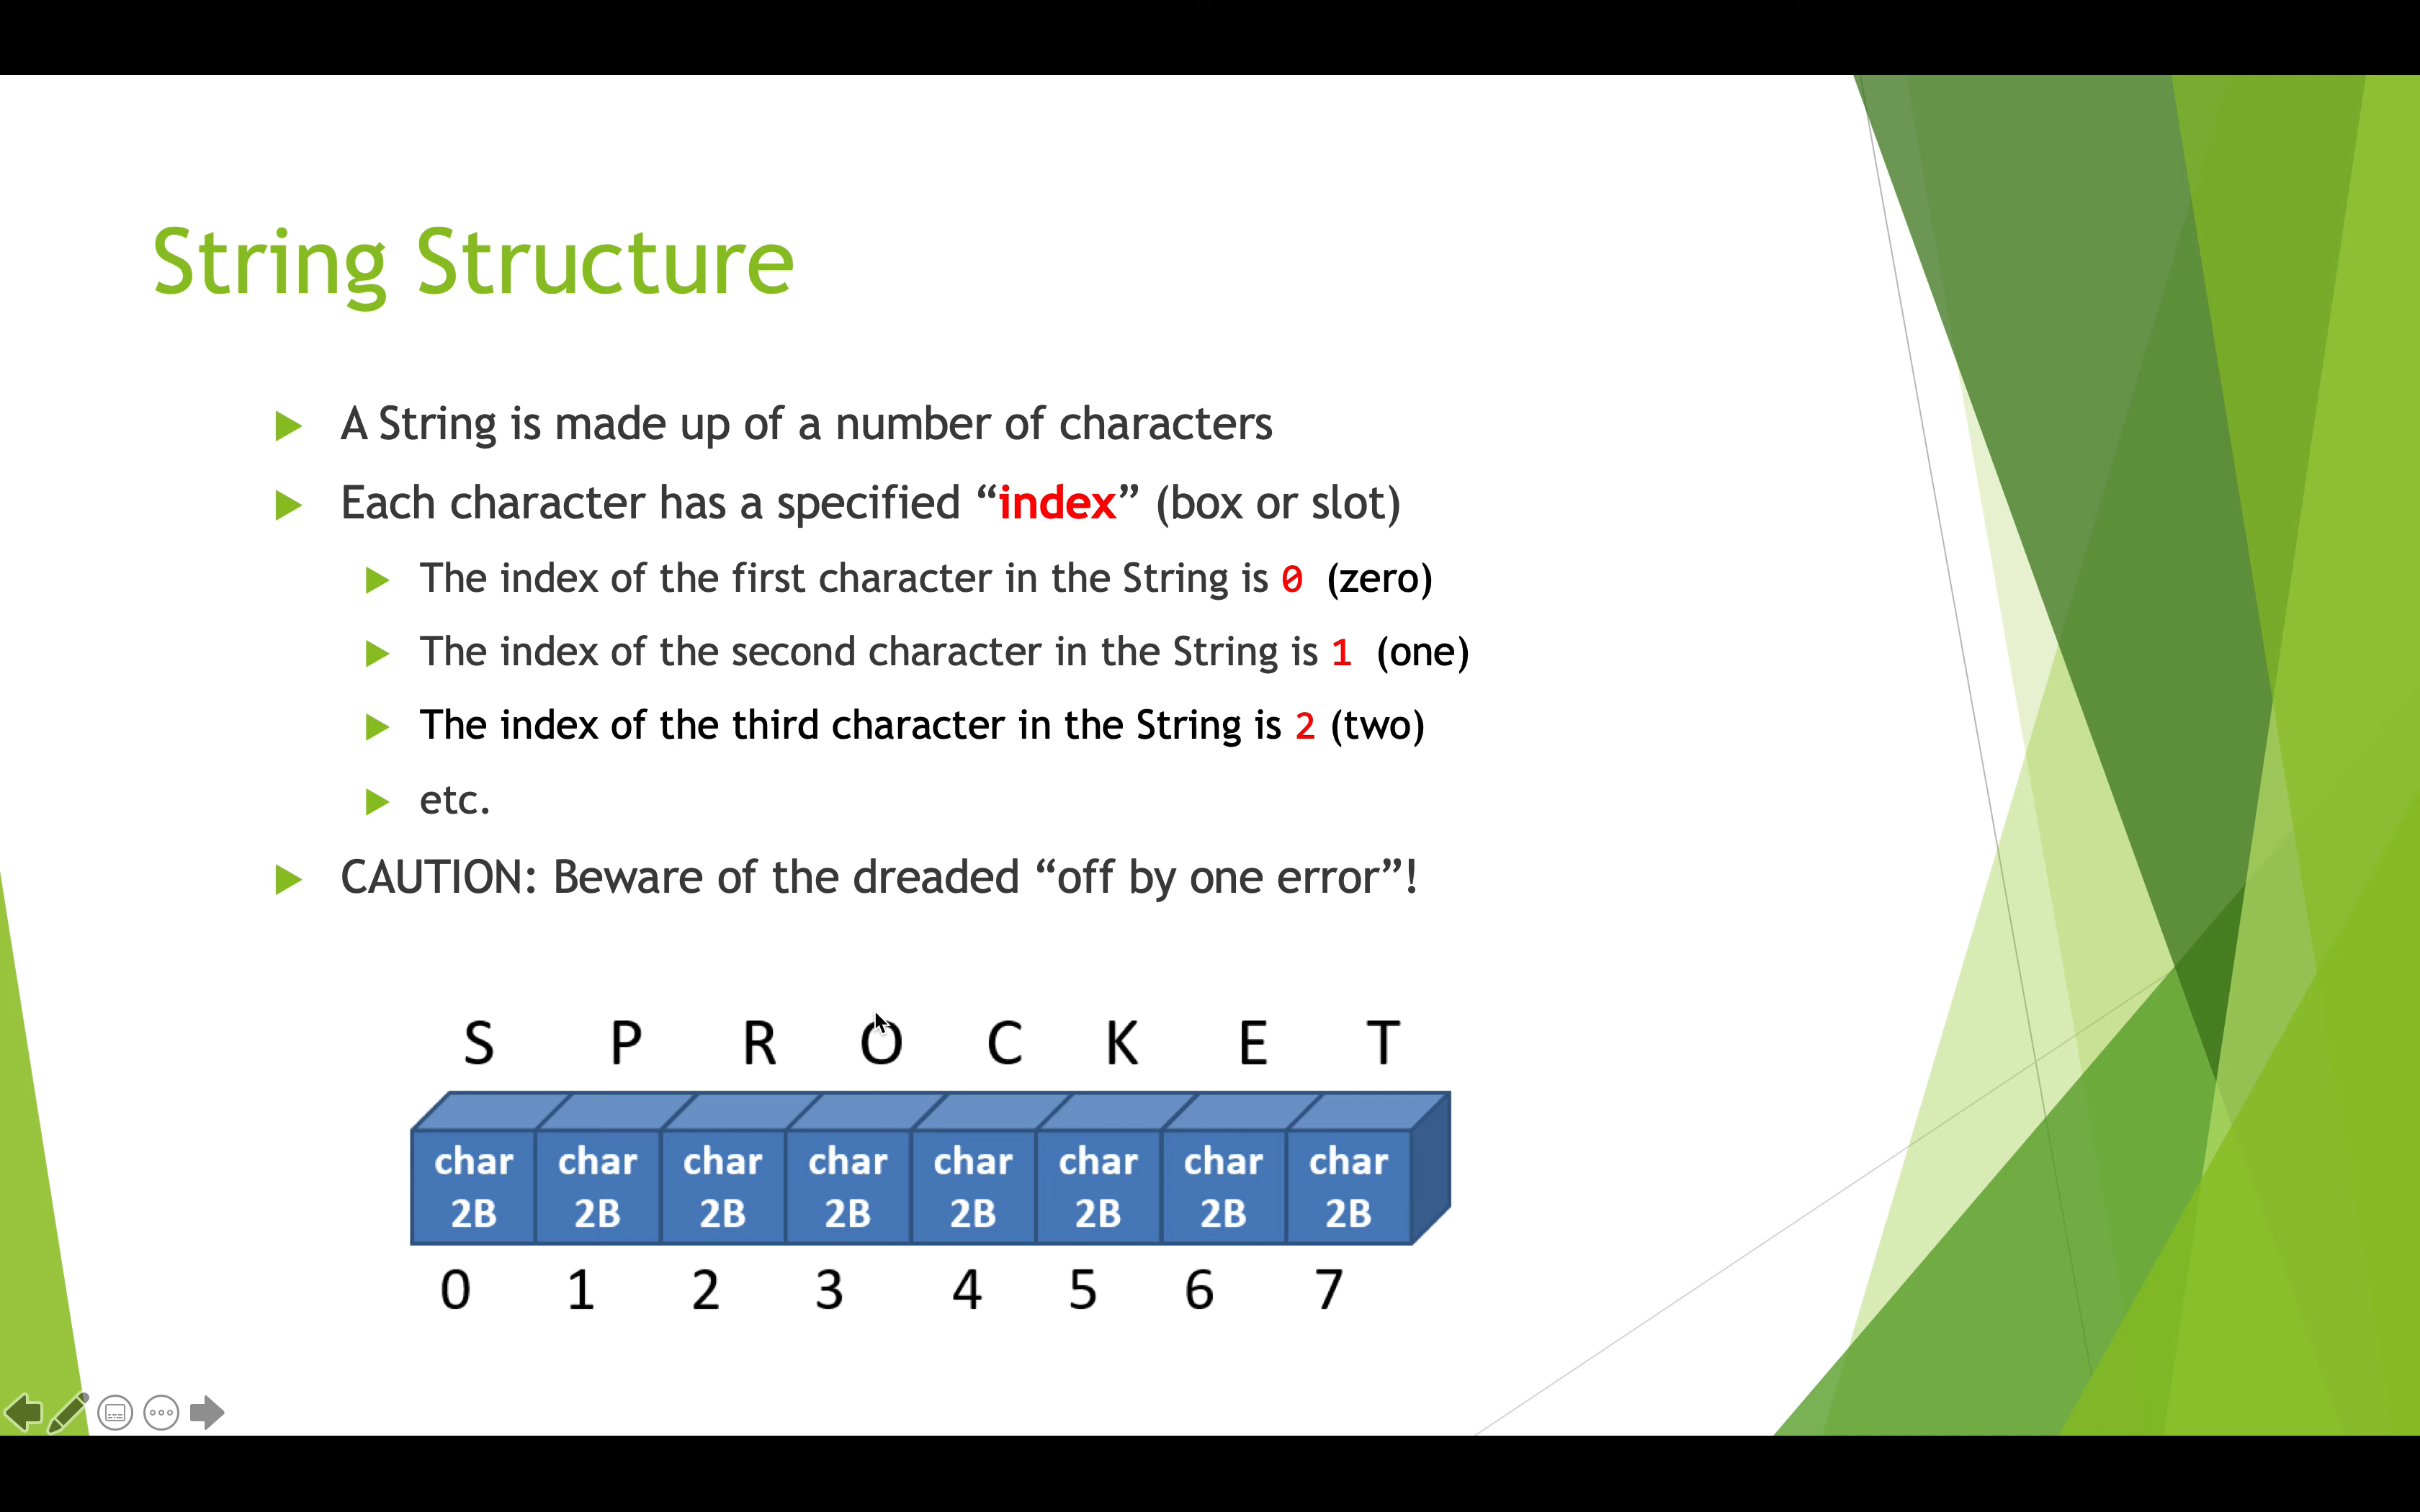 String Structure
A String is made up of a number of characters
Each character has a specified “index” (box or slot)
The index of the first character in the String is 0 (zero)
The index of the second character in the String is 1 (one)
The index of the third character in the String is 2 (two)
etc.
CAUTION: Beware of the dreaded “off by one error”!
S P R O C K E T
char char char char char char char char
2B 2B 2B 2B 2B 2B 2B 2B
0 1 2 3 4 5 6 7